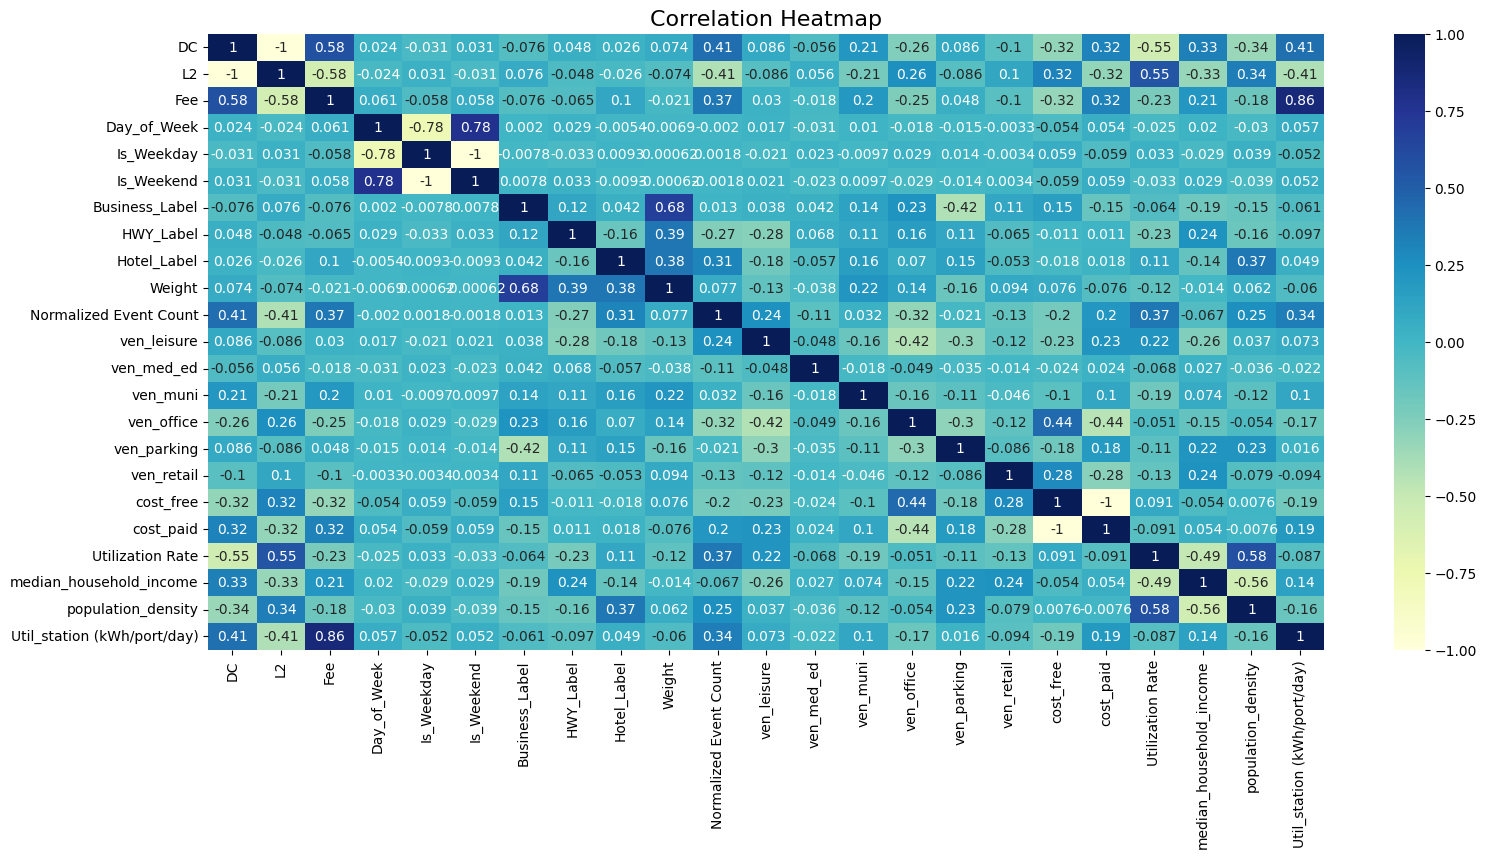 Correlation Heatmap
DC 1 -1 0.58 0.024 -0.031 0.031 -0.076 0.048 0.026 0.074 0.41 0.086 -0.056 0.21 -0.26 0.086 -0.1 -0.32 0.32 -0.55 0.33 -0.34 0.41 1.00
L2 -1 1 -0.58 -0.024 0.031 -0.031 0.076 -0.048 -0.026 -0.074 -0.41 -0.086 0.056 -0.21 0.26 -0.086 0.1 0.32 -0.32 0.55 -0.33 0.34 -0.41
Fee 0.58 -0.58 1 0.061 -0.058 0.058 -0.076 -0.065 0.1 -0.021 0.37 0.03 -0.018 0.2 -0.25 0.048 -0.1 -0.32 0.32 -0.23 0.21 -0.18 0.86 0.75
Day_of_Week 0.024 -0.024 0.061 1 -0.78 0.78 0.002 0.029 -0.0054 -0.0069 -0.002 0.017 -0.031 0.01 -0.018 -0.015 -0.0033 -0.054 0.054 -0.025 0.02 -0.03 0.057
Is_Weekday -0.031 0.031 -0.058 -0.78 1 -1 -0.0078 -0.033 0.0093 0.00062 0.0018 -0.021 0.023 -0.0097 0.029 0.014 -0.0034 0.059 -0.059 0.033 -0.029 0.039 -0.052
Is_Weekend 0.031 -0.031 0.058 0.78 -1 1 0.0078 0.033 -0.0093 -0.00062 -0.0018 0.021 -0.023 0.0097 -0.029 -0.014 0.0034 -0.059 0.059 -0.033 0.029 -0.039 0.052 0.50
Business_Label -0.076 0.076 -0.076 0.002 -0.0078 0.0078 1 0.12 0.042 0.68 0.013 0.038 0.042 0.14 0.23 -0.42 0.11 0.15 -0.15 -0.064 -0.19 -0.15 -0.061
HWY_Label 0.048 -0.048 -0.065 0.029 -0.033 0.033 0.12 1 -0.16 0.39 -0.27 -0.28 0.068 0.11 0.16 0.11 -0.065 -0.011 0.011 -0.23 0.24 -0.16 -0.097
Hotel_Label 0.026 -0.026 0.1 -0.0054 0.0093 -0.0093 0.042 -0.16 1 0.38 0.31 -0.18 -0.057 0.16 0.07 0.15 -0.053 -0.018 0.018 0.11 -0.14 0.37 0.049 0.25
Weight 0.074 -0.074 -0.021 -0.0069 0.00062 -0.00062 0.68 0.39 0.38 1 0.077 -0.13 -0.038 0.22 0.14 -0.16 0.094 0.076 -0.076 -0.12 -0.014 0.062 -0.06
Normalized Event Count 0.41 -0.41 0.37 -0.002 0.0018 -0.0018 0.013 -0.27 0.31 0.077 1 0.24 -0.11 0.032 -0.32 -0.021 -0.13 -0.2 0.2 0.37 -0.067 0.25 0.34
ven_leisure 0.086 -0.086 0.03 0.017 -0.021 0.021 0.038 -0.28 -0.18 -0.13 0.24 1 -0.048 -0.16 -0.42 -0.3 -0.12 -0.23 0.23 0.22 -0.26 0.037 0.073 0.00
ven_med_ed -0.056 0.056 -0.018 -0.031 0.023 -0.023 0.042 0.068 -0.057 -0.038 -0.11 -0.048 1 -0.018 -0.049 -0.035 -0.014 -0.024 0.024 -0.068 0.027 -0.036 -0.022
ven_muni 0.21 -0.21 0.2 0.01 -0.0097 0.0097 0.14 0.11 0.16 0.22 0.032 -0.16 -0.018 1 -0.16 -0.11 -0.046 -0.1 0.1 -0.19 0.074 -0.12 0.1
ven_office -0.26 0.26 -0.25 -0.018 0.029 -0.029 0.23 0.16 0.07 0.14 -0.32 -0.42 -0.049 -0.16 1 -0.3 -0.12 0.44 -0.44 -0.051 -0.15 -0.054 -0.17 -0.25
ven_parking 0.086 -0.086 0.048 -0.015 0.014 -0.014 -0.42 0.11 0.15 -0.16 -0.021 -0.3 -0.035 -0.11 -0.3 1 -0.086 -0.18 0.18 -0.11 0.22 0.23 0.016
ven_retail -0.1 0.1 -0.1 -0.0033 -0.0034 0.0034 0.11 -0.065 -0.053 0.094 -0.13 -0.12 -0.014 -0.046 -0.12 -0.086 1 0.28 -0.28 -0.13 0.24 -0.079 -0.094
cost_free -0.32 0.32 -0.32 -0.054 0.059 -0.059 0.15 -0.011 -0.018 0.076 -0.2 -0.23 -0.024 -0.1 0.44 -0.18 0.28 1 -1 0.091 -0.054 0.0076 -0.19 -0.50
cost_paid 0.32 -0.32 0.32 0.054 -0.059 0.059 -0.15 0.011 0.018 -0.076 0.2 0.23 0.024 0.1 -0.44 0.18 -0.28 -1 1 -0.091 0.054 -0.0076 0.19
Utilization Rate -0.55 0.55 -0.23 -0.025 0.033 -0.033 -0.064 -0.23 0.11 -0.12 0.37 0.22 -0.068 -0.19 -0.051 -0.11 -0.13 0.091 -0.091 1 -0.49 0.58 -0.087
median_household_income 0.33 -0.33 0.21 0.02 -0.029 0.029 -0.19 0.24 -0.14 -0.014 -0.067 -0.26 0.027 0.074 -0.15 0.22 0.24 -0.054 0.054 -0.49 1 -0.56 0.14 -0.75
population_density -0.34 0.34 -0.18 -0.03 0.039 -0.039 -0.15 -0.16 0.37 0.062 0.25 0.037 -0.036 -0.12 -0.054 0.23 -0.079 0.0076 -0.0076 0.58 -0.56 1 -0.16
Util_station (kWh/port/day) 0.41 -0.41 0.86 0.057 -0.052 0.052 -0.061 -0.097 0.049 -0.06 0.34 0.073 -0.022 0.1 -0.17 0.016 -0.094 -0.19 0.19 -0.087 0.14 -0.16 1 -1.00
DC
L2
Fee
Day_of_Week
Is_Weekday
Is_Weekend
Business_Label
HWY_Label
Hotel_Label
Weight
Normalized Event Count
ven_leisure
ven_med_ed
ven_muni
ven_office
ven_parking
ven_retail
cost_free
cost_paid
Utilization Rate
median_household_income
population_density
Util_station (kWh/port/day)